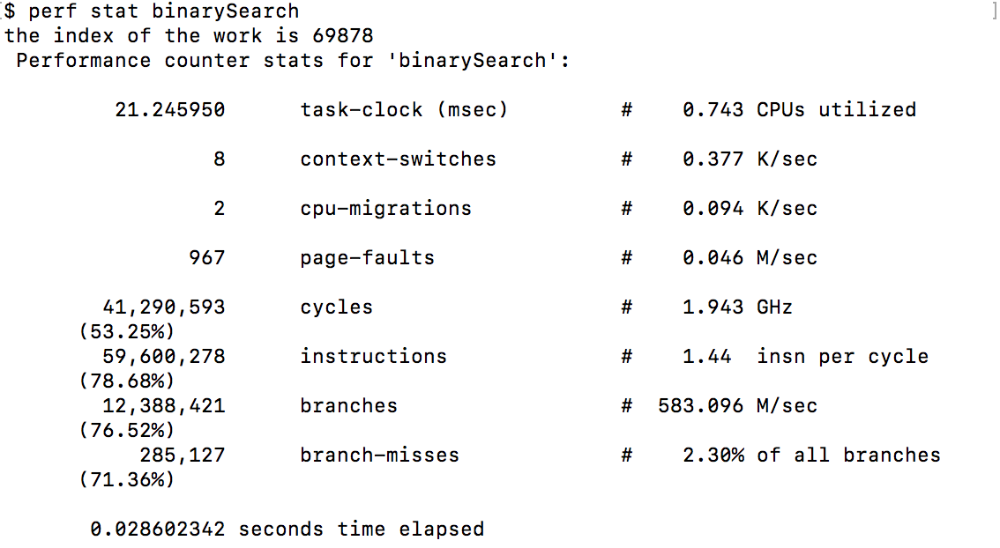 [$ perf stat binarySearch ]
the index of the work is 69878
Performance counter stats for 'binarySearch':
21.245950 task-clock (msec) # 0.743 CPUs utilized
8 context-switches # 0.377 K/sec
2 cpu-migrations # 0.094 K/sec
967 page-faults # 0.046 M/sec
41,290,593 cycles # 1.943 GHz
(53.25%)
59,600,278 instructions # 1.44 insn per cycle
(78.68%)
12,388,421 branches # 583.096 M/sec
(76.52%)
285,127 branch-misses # 2.30% of all branches
(71.36%)
0.028602342 seconds time elapsed